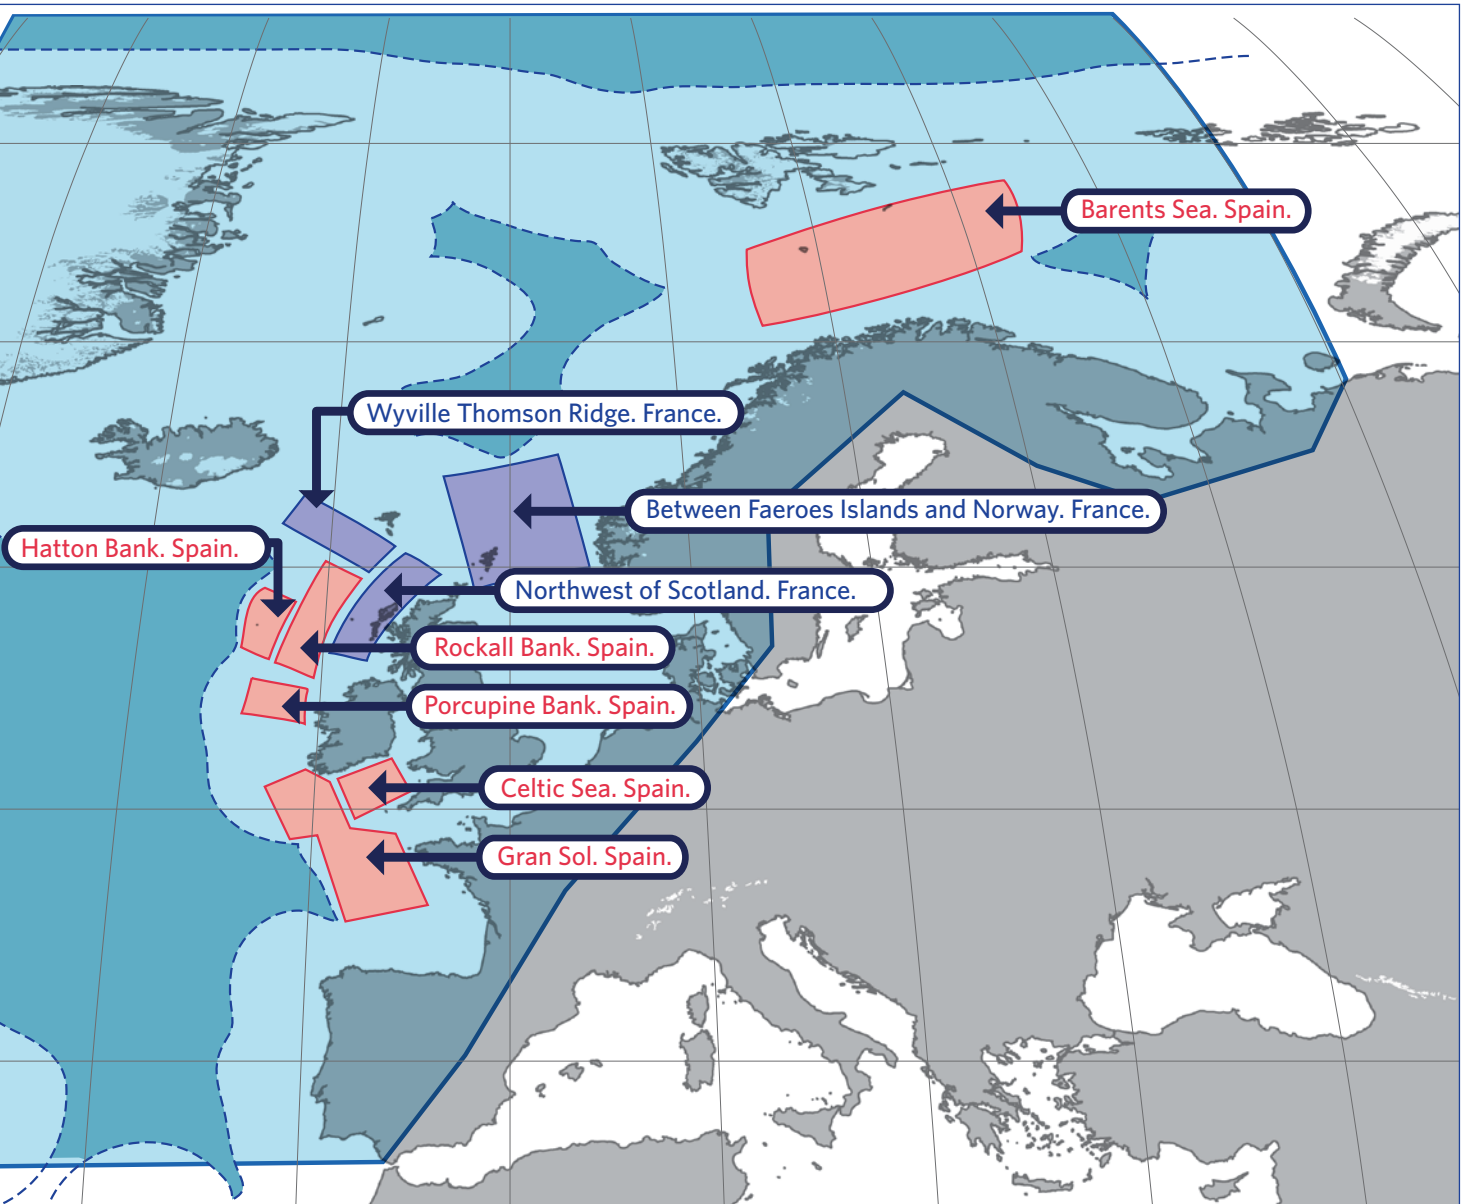 Barents Sea. Spain.
Wyville Thomson Ridge. France.
Between Faeroes Islands and Norway. France.
Hatton Bank. Spain.
Northwest of Scotland. France.
Rockall Bank. Spain.
Porcupine Bank. Spain.
Celtic Sea. Spain.
Gran Sol. Spain.